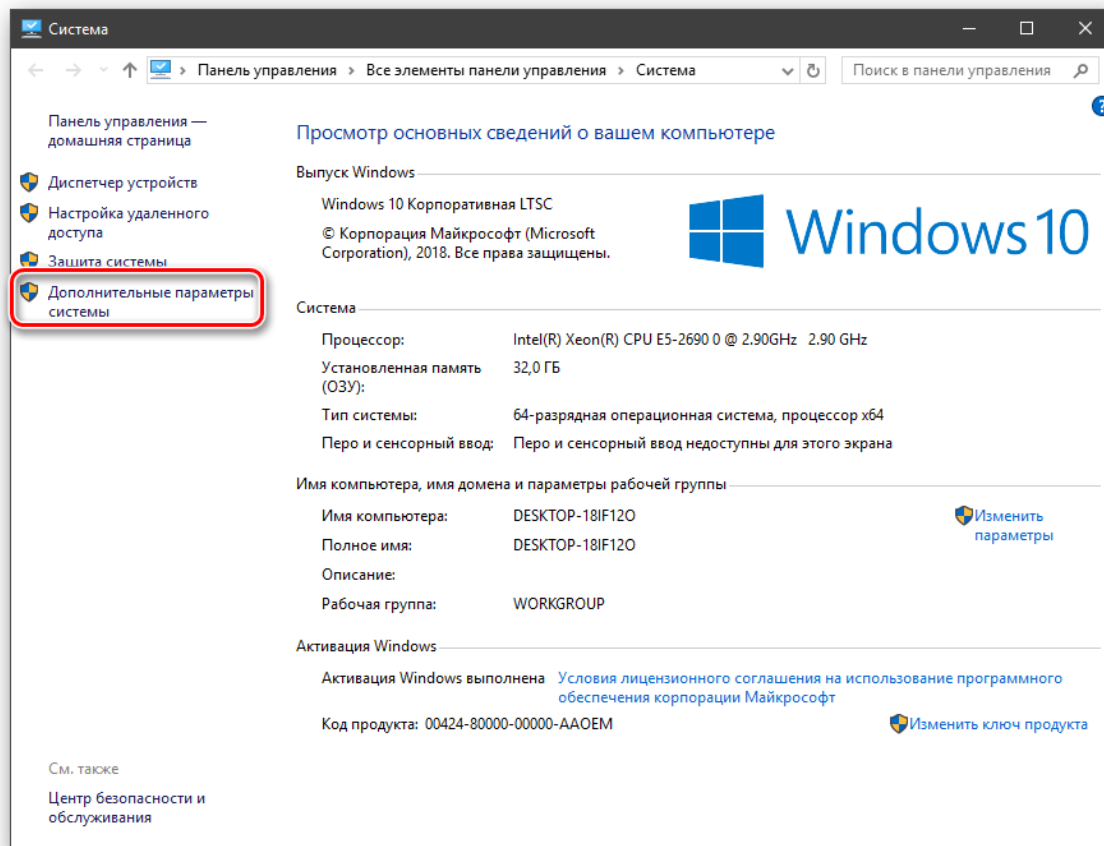 Система
Панель управления › Все элементы панели управления › Система
Поиск в панели управления
Панель управления —
домашняя страница
Диспетчер устройств
Настройка удаленного
доступа
Защита системы
Дополнительные параметры
системы
Просмотр основных сведений о вашем компьютере
Выпуск Windows
Windows 10 Корпоративная LTSC
© Корпорация Майкрософт (Microsoft
Corporation), 2018. Все права защищены.
Windows 10
Система
Процессор: Intel(R) Xeon(R) CPU E5-2690 0 @ 2.90GHz 2.90 GHz
Установленная память 32,0 ГБ
(ОЗУ):
Тип системы: 64-разрядная операционная система, процессор x64
Перо и сенсорный ввод: Перо и сенсорный ввод недоступны для этого экрана
Имя компьютера, имя домена и параметры рабочей группы
Имя компьютера: DESKTOP-18IF12O
Изменить
параметры
Полное имя: DESKTOP-18IF12O
Описание:
Рабочая группа: WORKGROUP
Активация Windows
Активация Windows выполнена Условия лицензионного соглашения на использование программного
обеспечения корпорации Майкрософт
Код продукта: 00424-80000-00000-AAOEM Изменить ключ продукта
См. также
Центр безопасности и
обслуживания